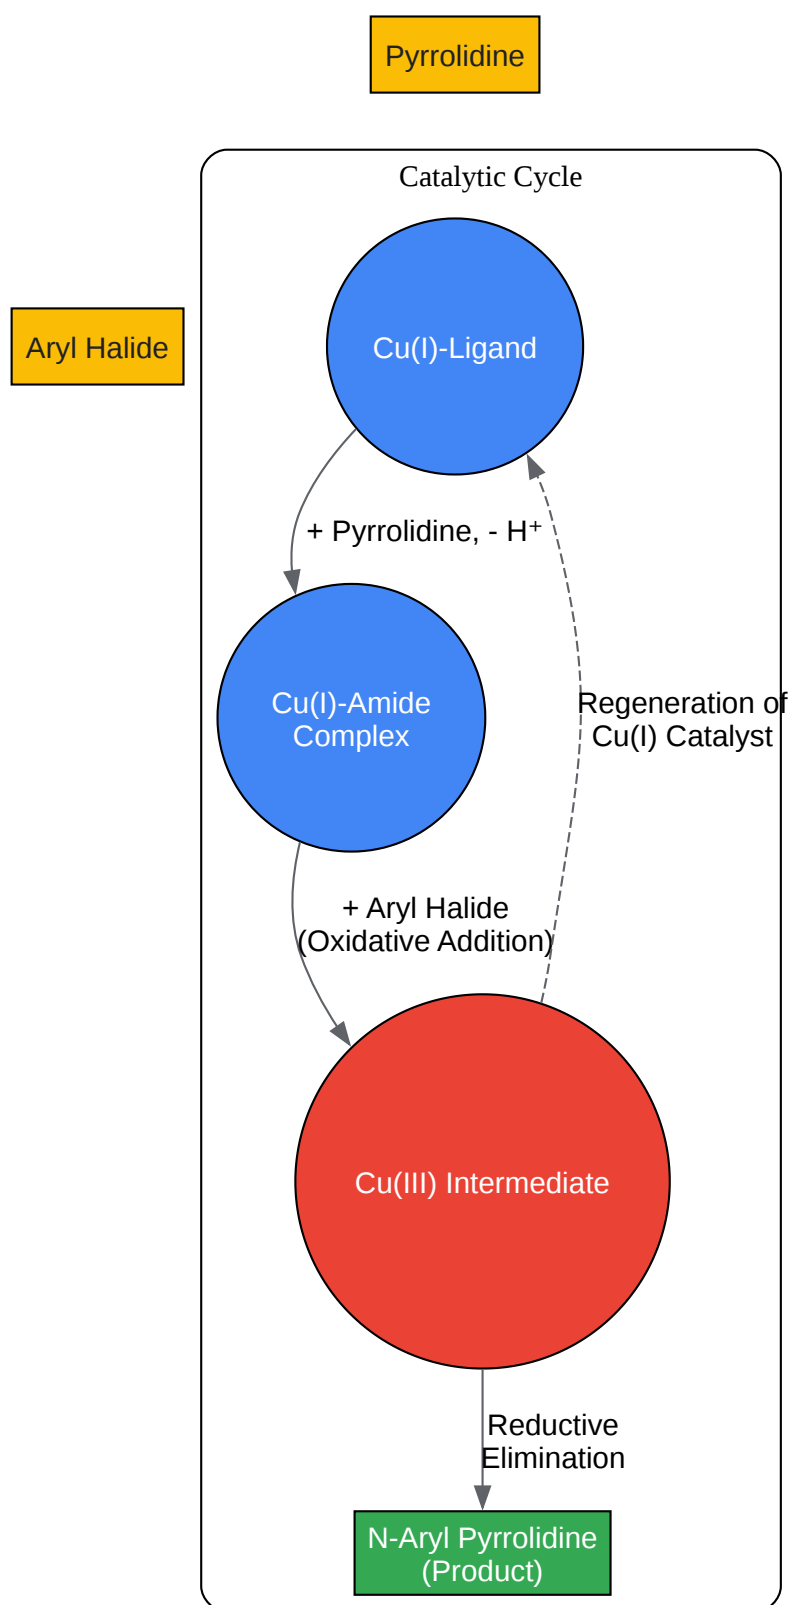 Pyrrolidine
Catalytic Cycle
Aryl Halide
Cu(I)-Ligand
+ Pyrrolidine, - H⁺
Cu(I)-Amide
Complex
Regeneration of
Cu(I) Catalyst
+ Aryl Halide
(Oxidative Addition)
Cu(III) Intermediate
Reductive
Elimination
N-Aryl Pyrrolidine
(Product)